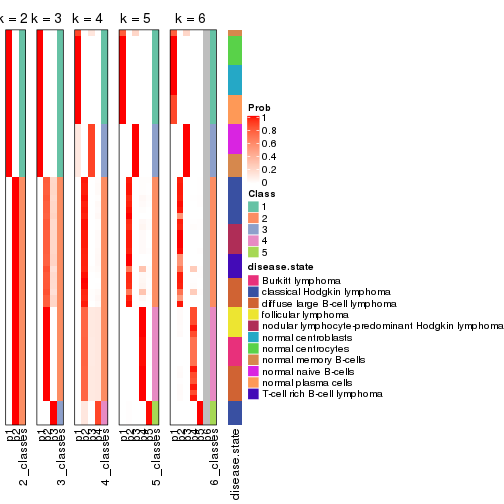 k = 2 k = 3 k = 4 k = 5 k = 6
Prob
1
0.8
0.6
0.4
0.2
0
Class
1
2
3
4
5
disease.state
Burkitt lymphoma
classical Hodgkin lymphoma
diffuse large B-cell lymphoma
follicular lymphoma
nodular lymphocyte-predominant Hodgkin lymphoma
normal centroblasts
normal centrocytes
normal memory B-cells
normal naive B-cells
normal plasma cells
T-cell rich B-cell lymphoma
p1
p2
2_classes
p1
p2
p3
3_classes
p1
p2
p3
p4
4_classes
p1
p2
p3
p4
p5
5_classes
p1
p2
p3
p4
p5
p6
6_classes
disease.state